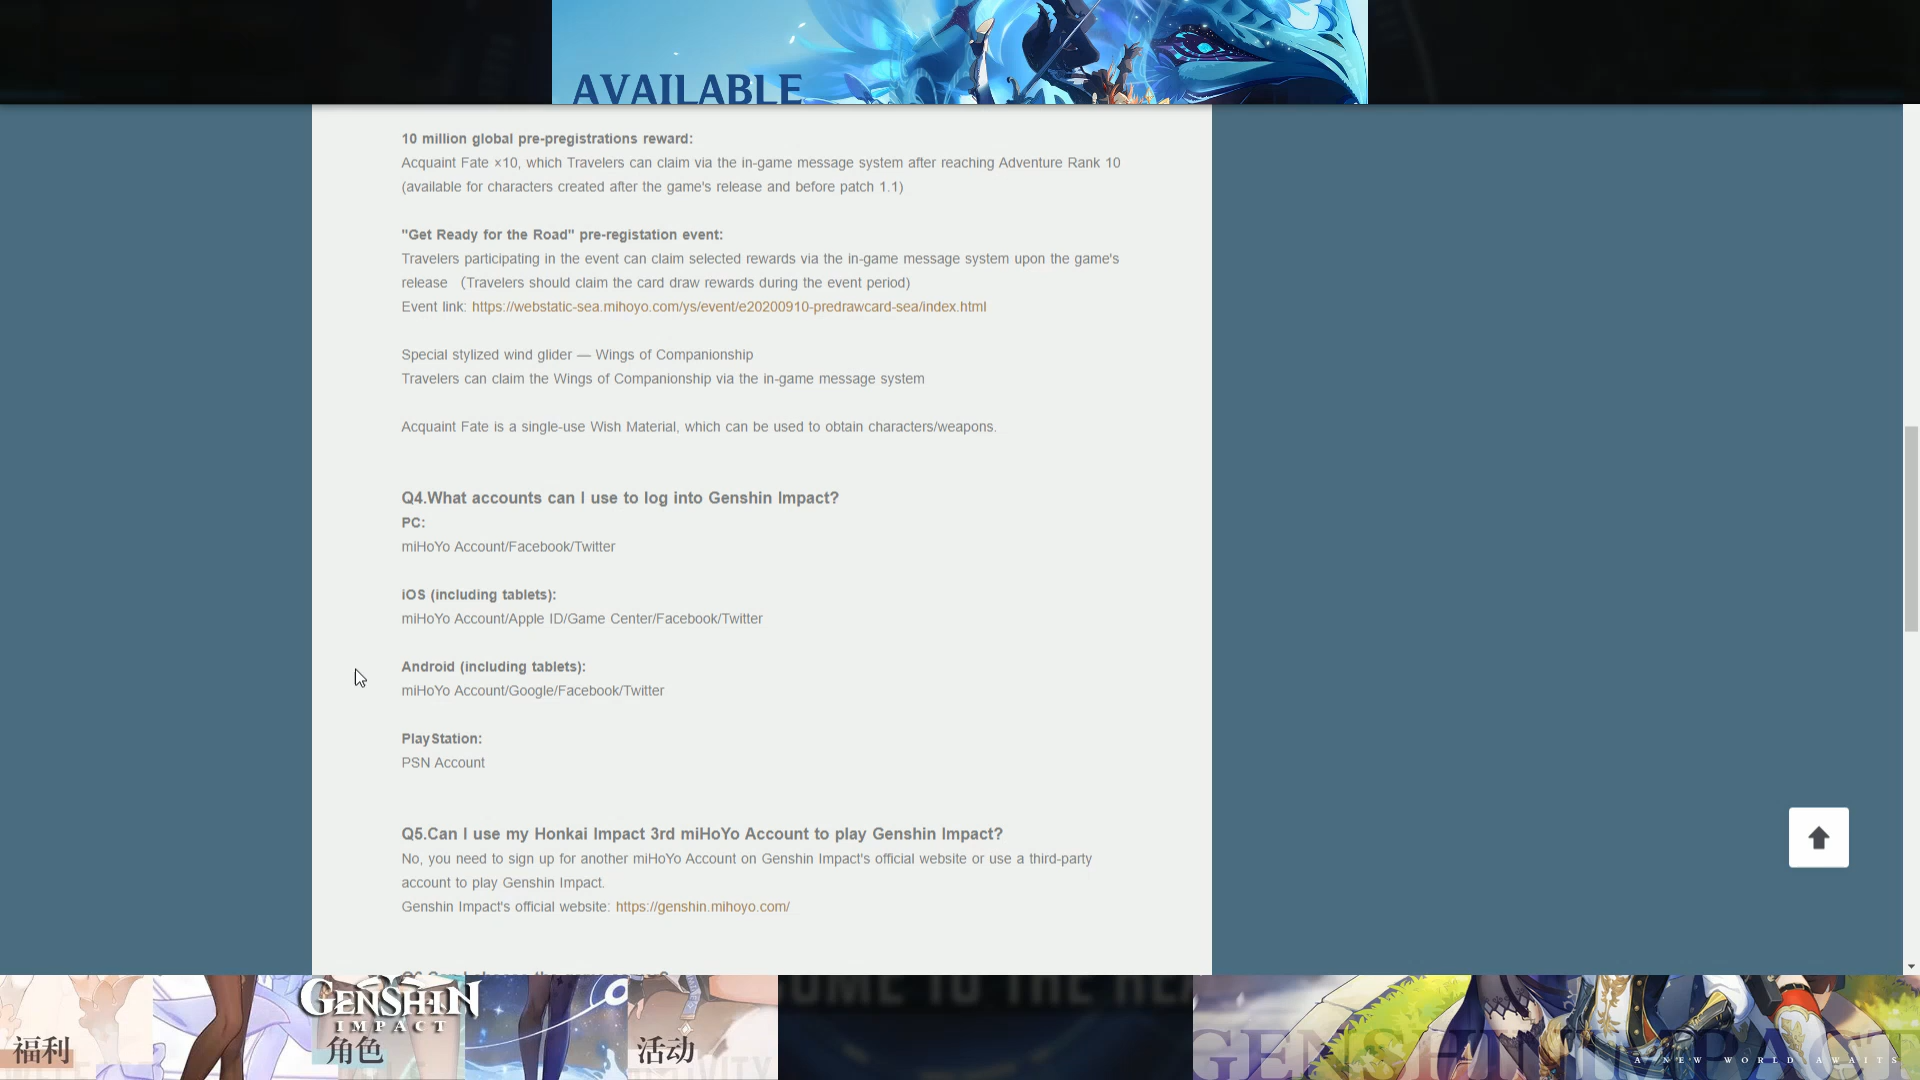 AVAILABLE
10 million global pre-pregistrations reward:
Acquaint Fate ×10, which Travelers can claim via the in-game message system after reaching Adventure Rank 10
(available for characters created after the game's release and before patch 1.1)
"Get Ready for the Road" pre-registation event:
Travelers participating in the event can claim selected rewards via the in-game message system upon the game's
release （Travelers should claim the card draw rewards during the event period)
Event link: https://webstatic-sea.mihoyo.com/ys/event/e20200910-predrawcard-sea/index.html
Special stylized wind glider — Wings of Companionship
Travelers can claim the Wings of Companionship via the in-game message system
Acquaint Fate is a single-use Wish Material, which can be used to obtain characters/weapons.
Q4.What accounts can I use to log into Genshin Impact?
PC:
miHoYo Account/Facebook/Twitter
iOS (including tablets):
miHoYo Account/Apple ID/Game Center/Facebook/Twitter
Android (including tablets):
miHoYo Account/Google/Facebook/Twitter
PlayStation:
PSN Account
Q5.Can I use my Honkai Impact 3rd miHoYo Account to play Genshin Impact?
No, you need to sign up for another miHoYo Account on Genshin Impact's official website or use a third-party
account to play Genshin Impact.
Genshin Impact's official website: https://genshin.mihoyo.com/
GENSHIN
IMPACT
福利
角色
活动
TO THE
GENSHIN IMPACT
A NEW WORLD AWAITS